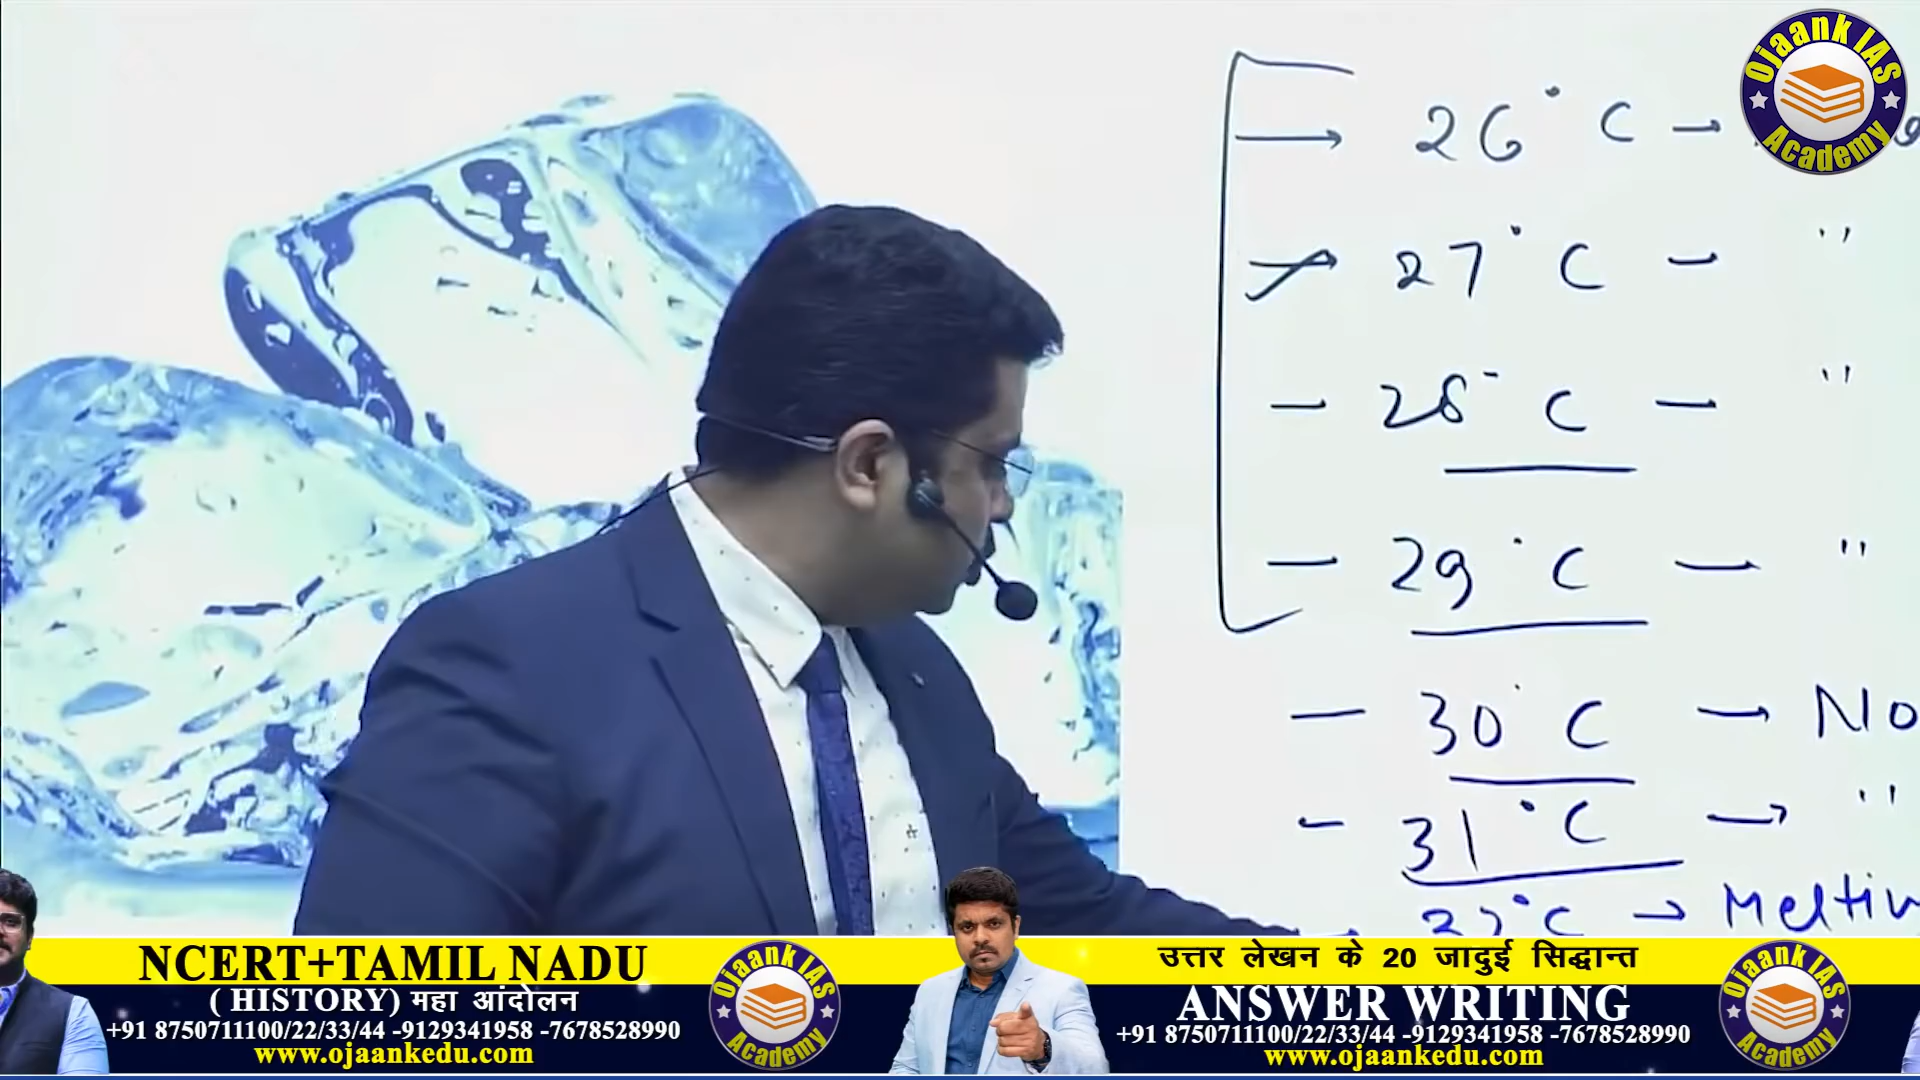 Ojaank IAS Academy
26°C →
→ 27°C - "
- 28°C - "
- 29°C - "
- 30°C → No
- 31°C → "
→ Meltin
NCERT+TAMIL NADU
( HISTORY) महा आंदोलन
+91 8750711100/22/33/44 -9129341958 -7678528990
www.ojaankedu.com
Ojaank IAS Academy
उत्तर लेखन के 20 जादुई सिद्धान्त
ANSWER WRITING
+91 8750711100/22/33/44 -9129341958 -7678528990
www.ojaankedu.com
Ojaank IAS Academy